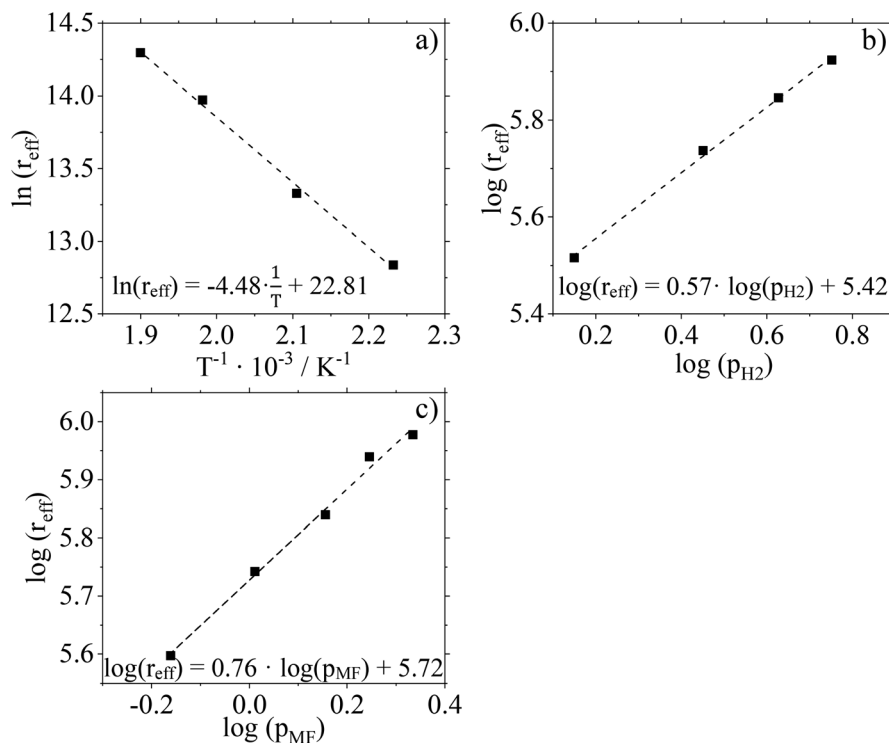 a)
14.5
14.0
13.5
13.0
12.5
ln (r_eff)
ln(r_eff) = -4.48·1/T + 22.81
1.9 2.0 2.1 2.2 2.3
T⁻¹ · 10⁻³ / K⁻¹
b)
6.0
5.8
5.6
5.4
log (r_eff)
log(r_eff) = 0.57· log(p_H2) + 5.42
0.2 0.4 0.6 0.8
log (p_H2)
c)
6.0
5.9
5.8
5.7
5.6
log (r_eff)
log(r_eff) = 0.76 · log(p_MF) + 5.72
-0.2 0.0 0.2 0.4
log (p_MF)